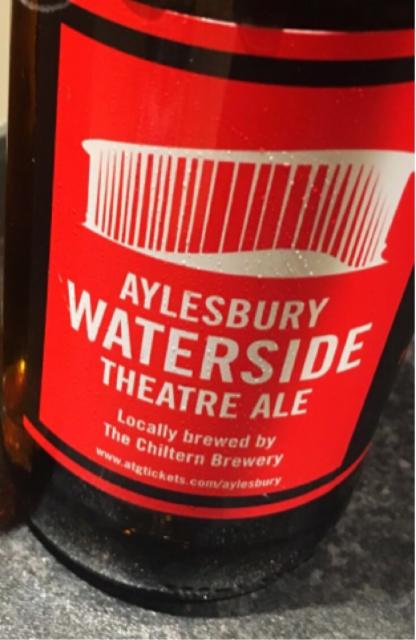 AYLESBURY
WATERSIDE
THEATRE ALE
Locally brewed by
The Chiltern Brewery
www.atgtickets.com/aylesbury